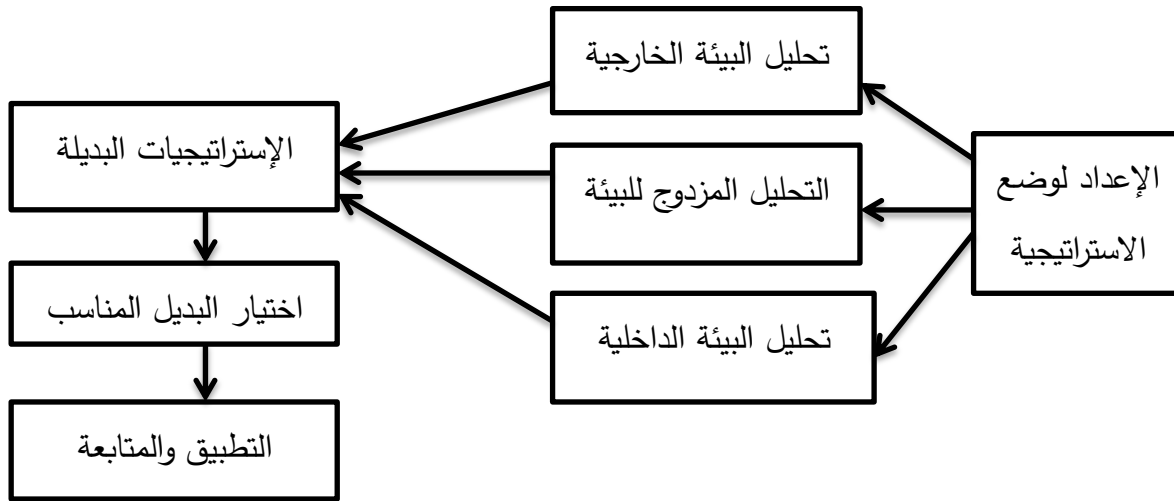 الإعداد لوضع
الاستراتيجية
تحليل البيئة الخارجية
التحليل المزدوج للبيئة
تحليل البيئة الداخلية
الإستراتيجيات البديلة
اختيار البديل المناسب
التطبيق والمتابعة